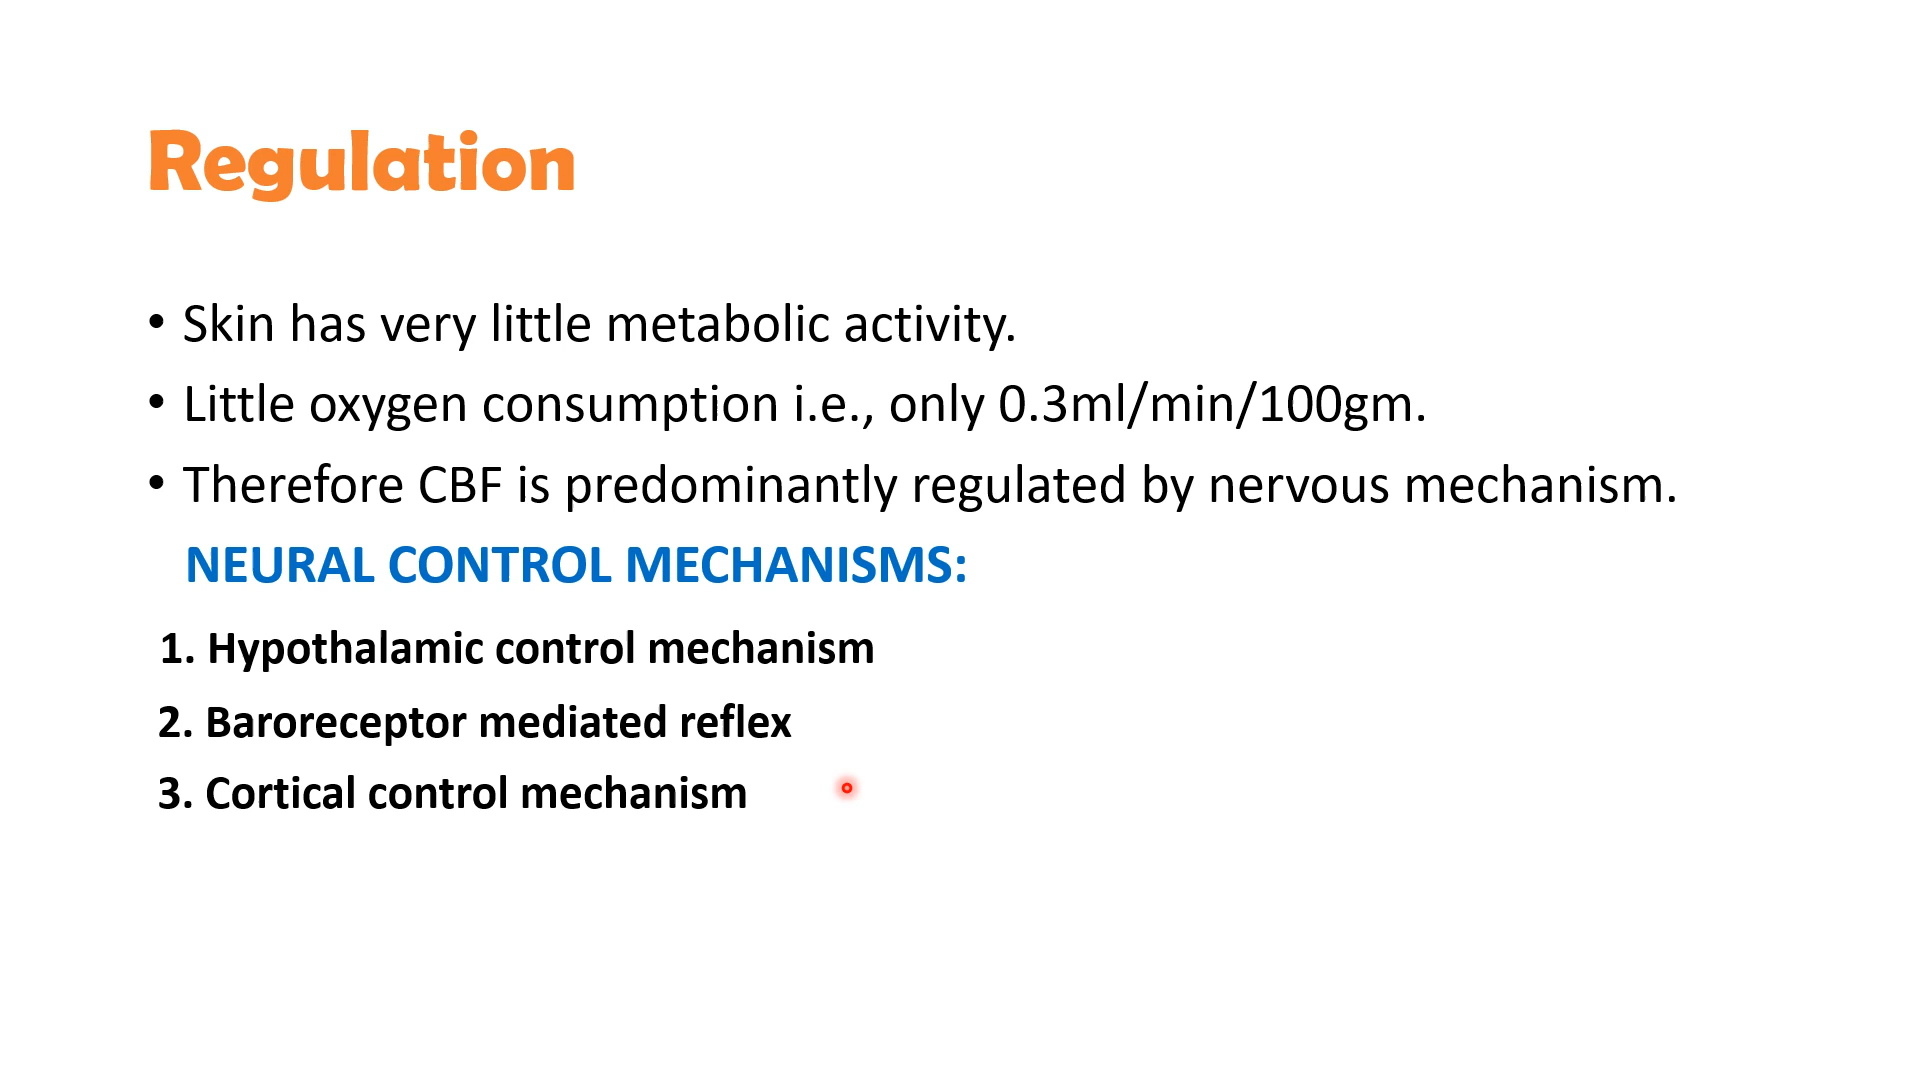 Regulation
• Skin has very little metabolic activity.
• Little oxygen consumption i.e., only 0.3ml/min/100gm.
• Therefore CBF is predominantly regulated by nervous mechanism.
NEURAL CONTROL MECHANISMS:
1. Hypothalamic control mechanism
2. Baroreceptor mediated reflex
3. Cortical control mechanism